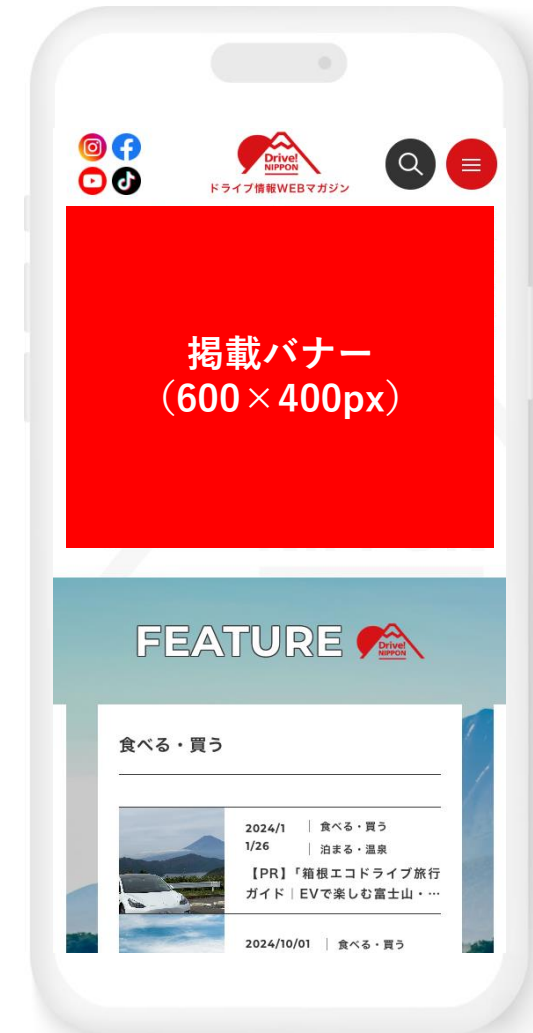 Drive!
NIPPON
ドライブ情報WEBマガジン
掲載バナー
（600×400px）
FEATURE
Drive!
NIPPON
食べる・買う
2024/1
1/26
食べる・買う
泊まる・温泉
【PR】「箱根エコドライブ旅行
ガイド｜EVで楽しむ富士山・…
2024/10/01
食べる・買う